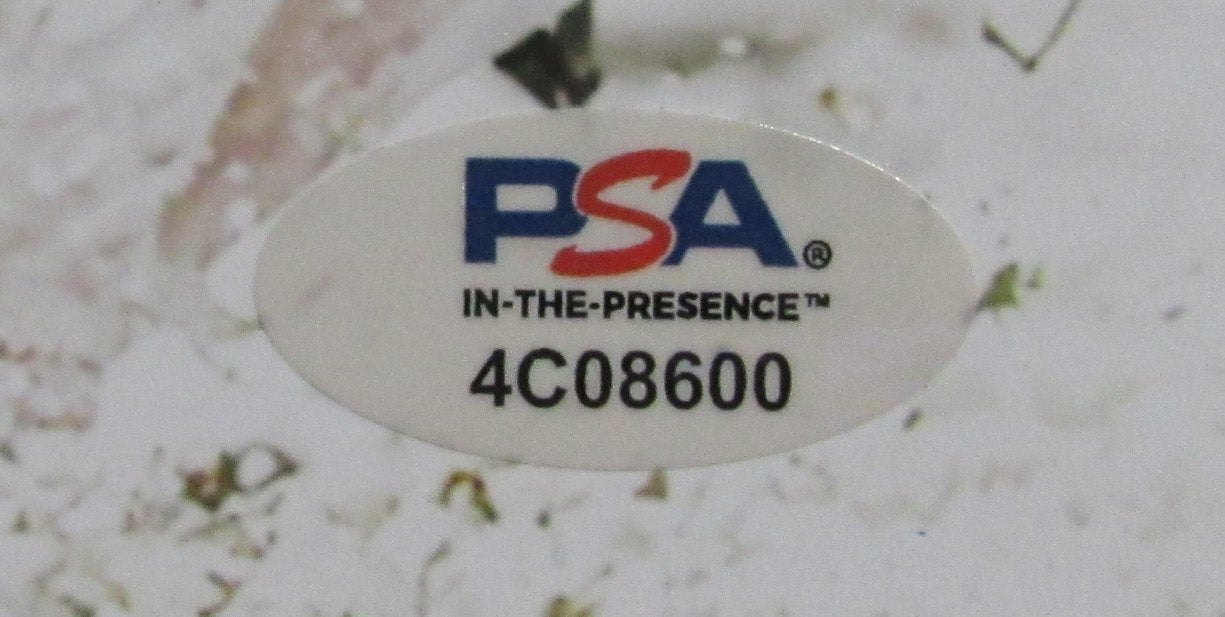 PSA®
IN-THE-PRESENCE™
4C08600